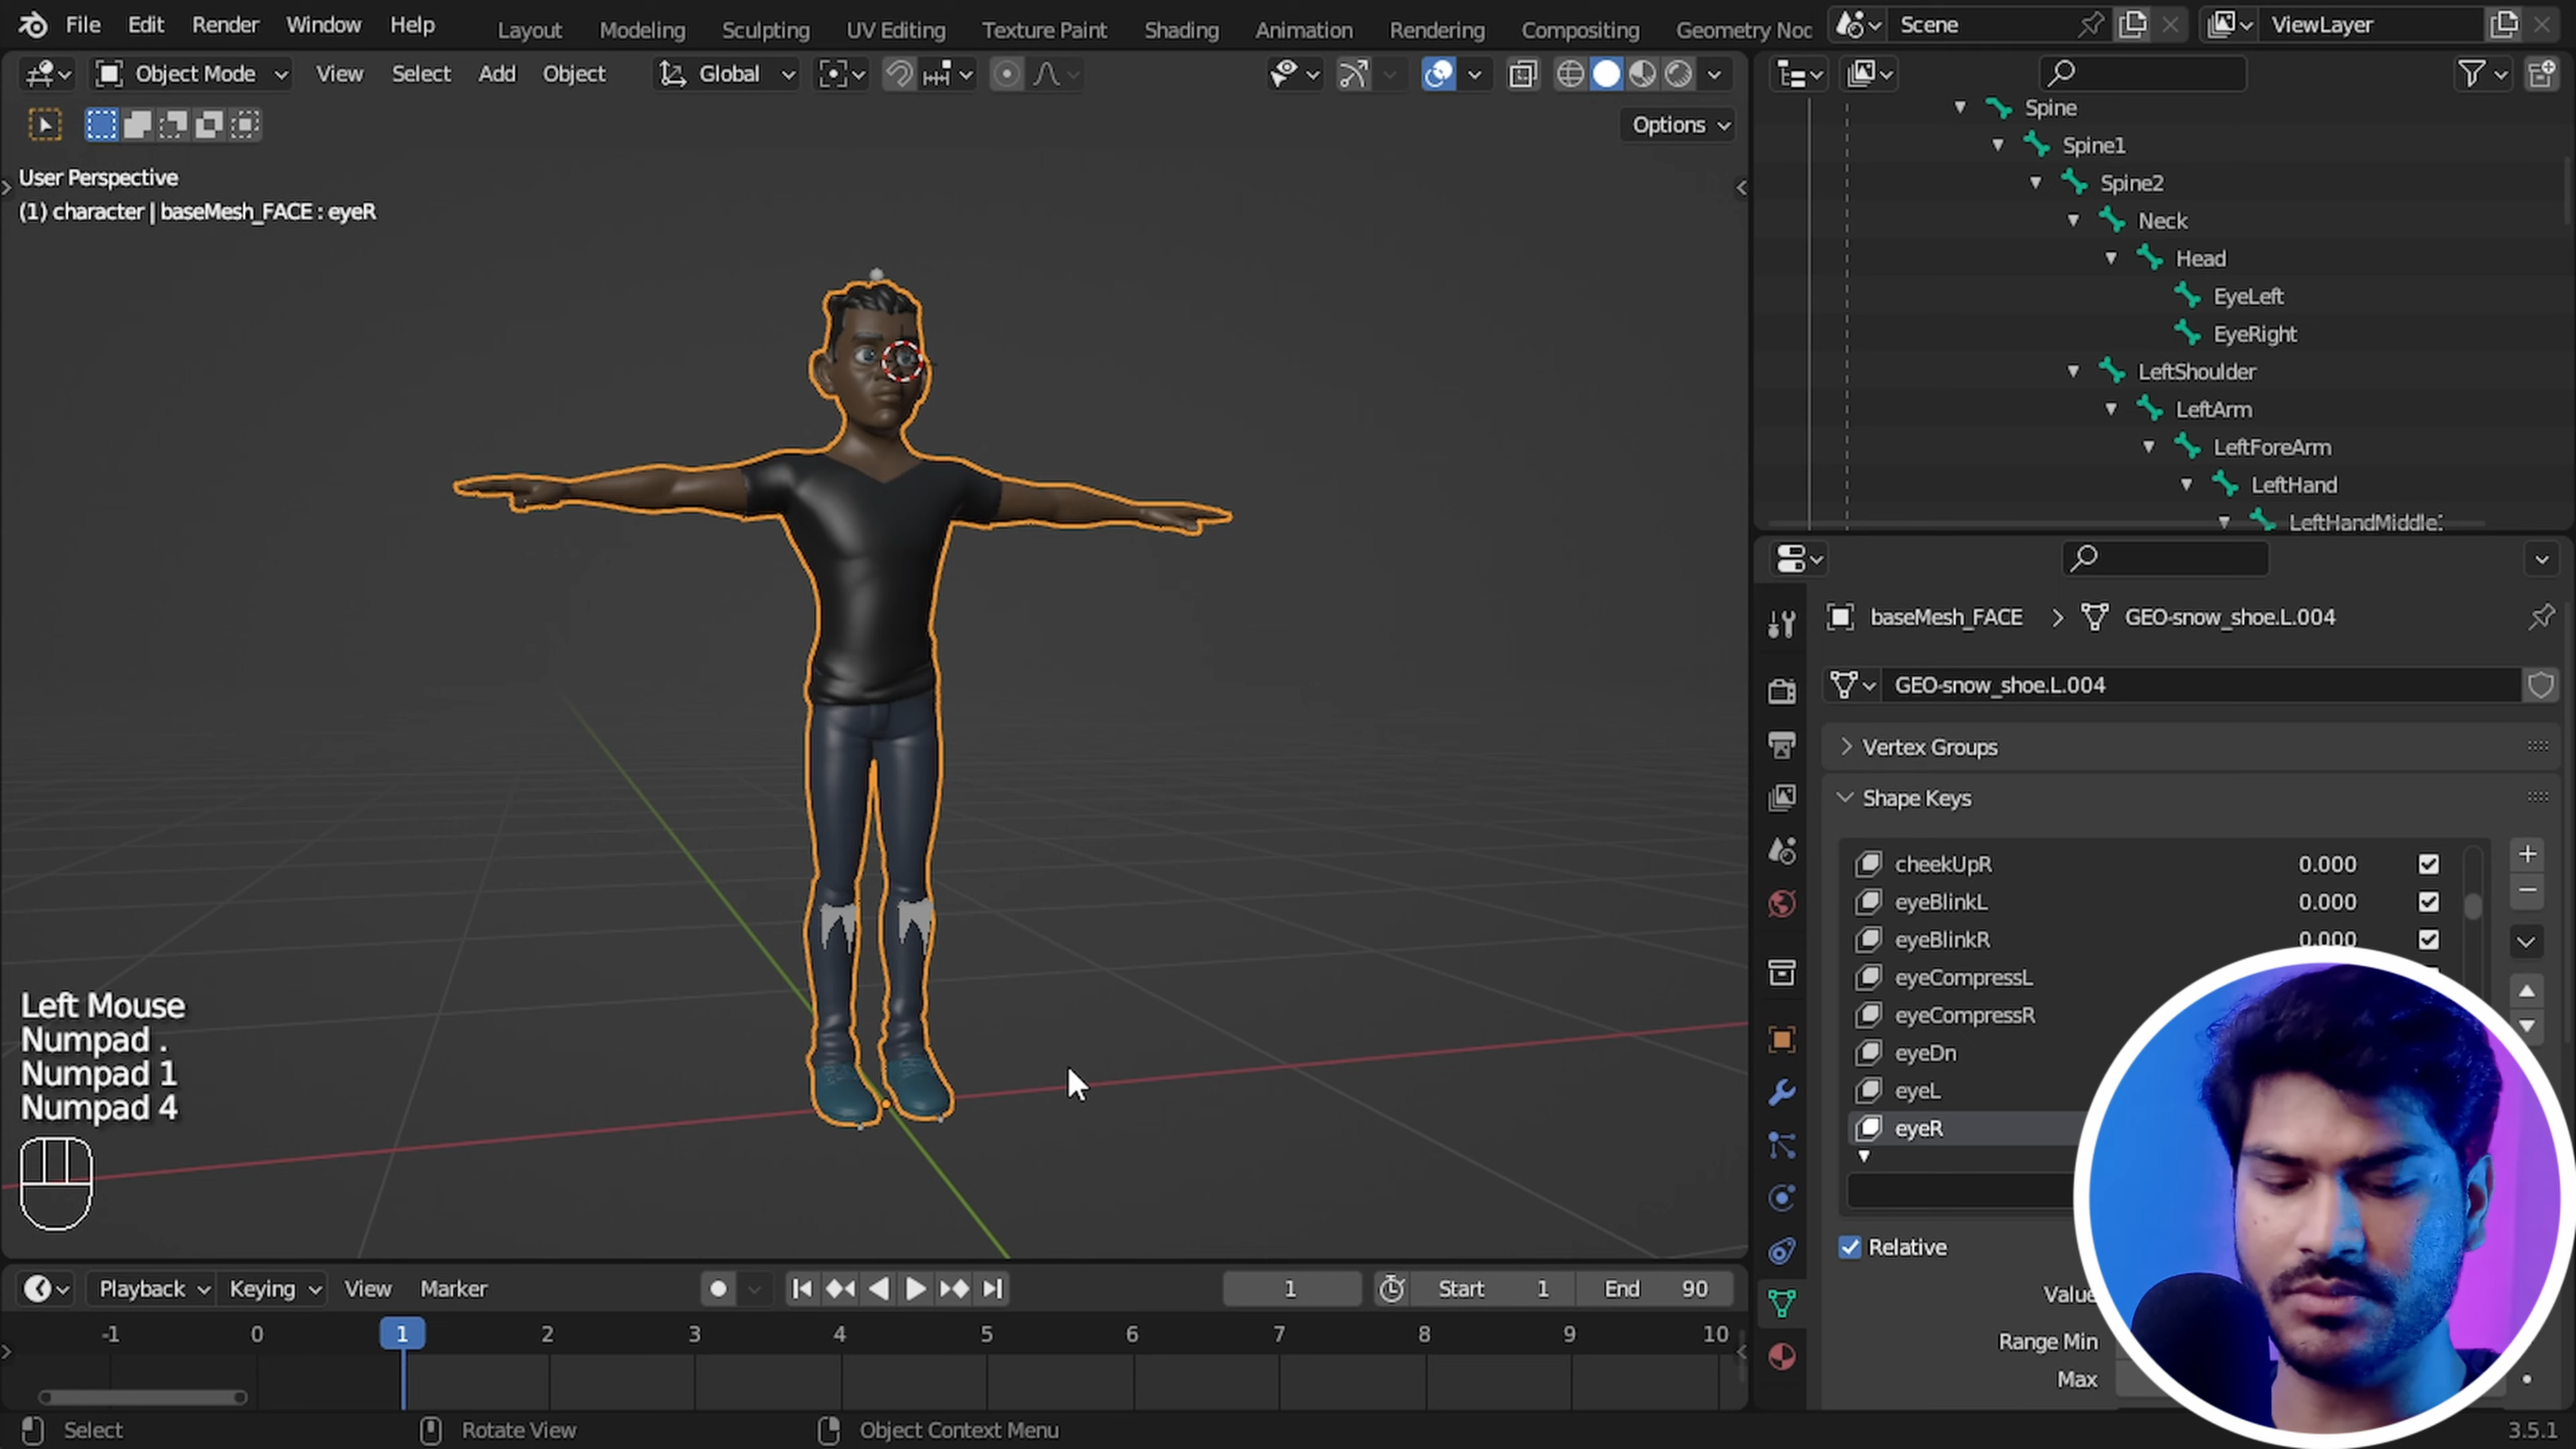 File Edit Render Window Help Layout Modeling Sculpting UV Editing Texture Paint Shading Animation Rendering Compositing Geometry Noc Scene ViewLayer
Object Mode View Select Add Object Global
Options
User Perspective
(1) character | baseMesh_FACE : eyeR
Spine
Spine1
Spine2
Neck
Head
EyeLeft
EyeRight
LeftShoulder
LeftArm
LeftForeArm
LeftHand
LeftHandMiddle
baseMesh_FACE > GEO-snow_shoe.L.004
GEO-snow_shoe.L.004
Vertex Groups
Shape Keys
cheekUpR 0.000
eyeBlinkL 0.000
eyeBlinkR 0.000
eyeCompressL
eyeCompressR
eyeDn
eyeL
eyeR
Relative
Value
Range Min
Max
Left Mouse
Numpad .
Numpad 1
Numpad 4
Playback Keying View Marker 1 Start 1 End 90
-1 0 1 2 3 4 5 6 7 8 9 10
Select Rotate View Object Context Menu 3.5.1